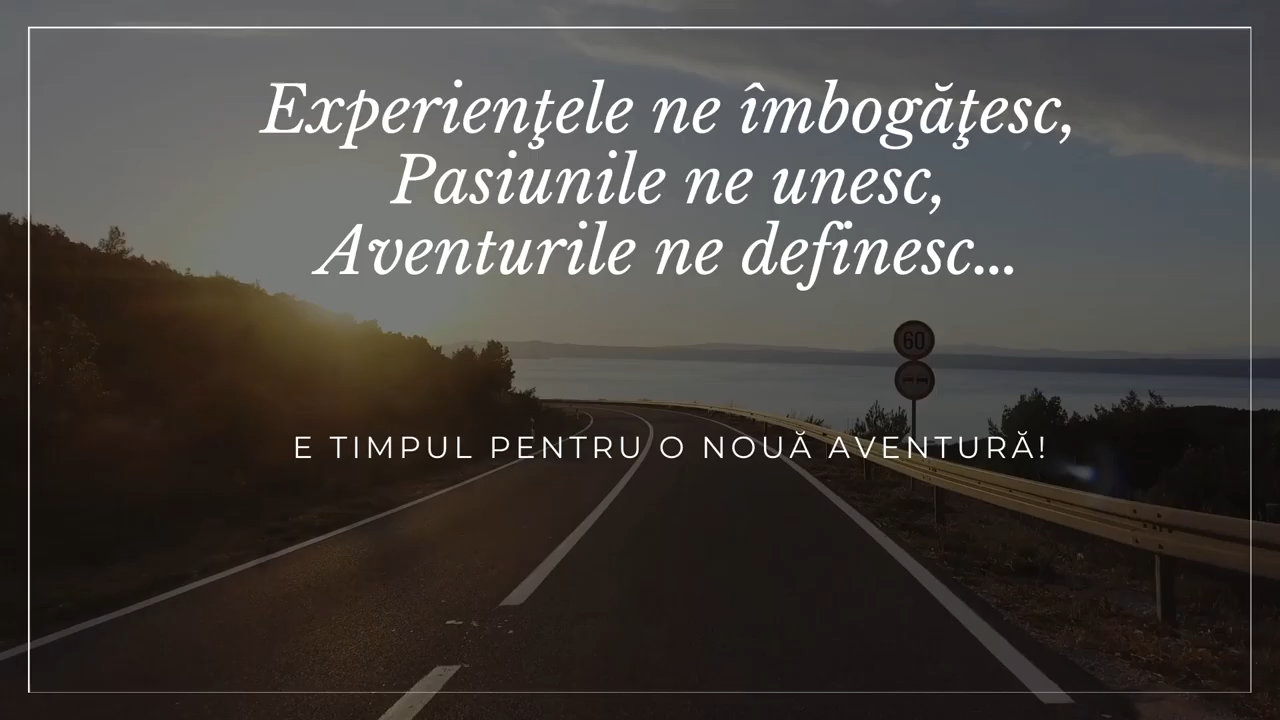 Experienţele ne îmbogăţesc,
Pasiunile ne unesc,
Aventurile ne definesc...
60
E TIMPUL PENTRU O NOUĂ AVENTURĂ!